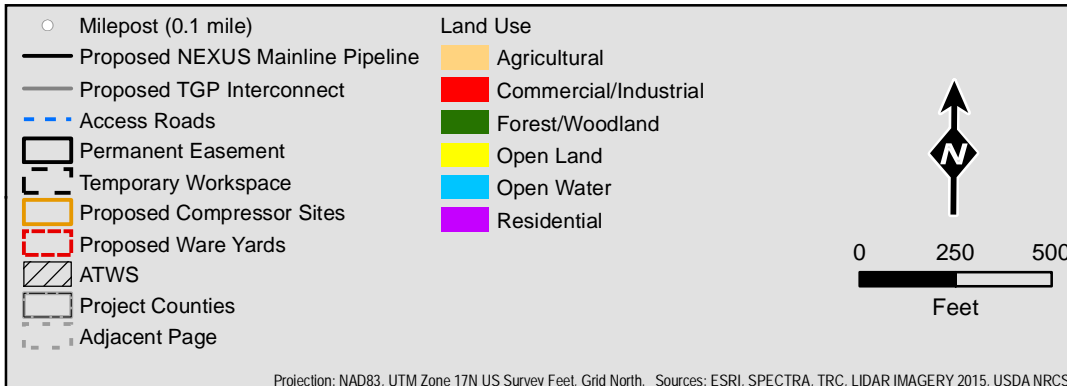 Milepost (0.1 mile)
Proposed NEXUS Mainline Pipeline
Proposed TGP Interconnect
Access Roads
Permanent Easement
Temporary Workspace
Proposed Compressor Sites
Proposed Ware Yards
ATWS
Project Counties
Adjacent Page
Land Use
Agricultural
Commercial/Industrial
Forest/Woodland
Open Land
Open Water
Residential
N
0 250 500
Feet
Projection: NAD83, UTM Zone 17N US Survey Feet, Grid North, Sources: ESRI, SPECTRA, TRC, LIDAR IMAGERY 2015, USDA NRCS